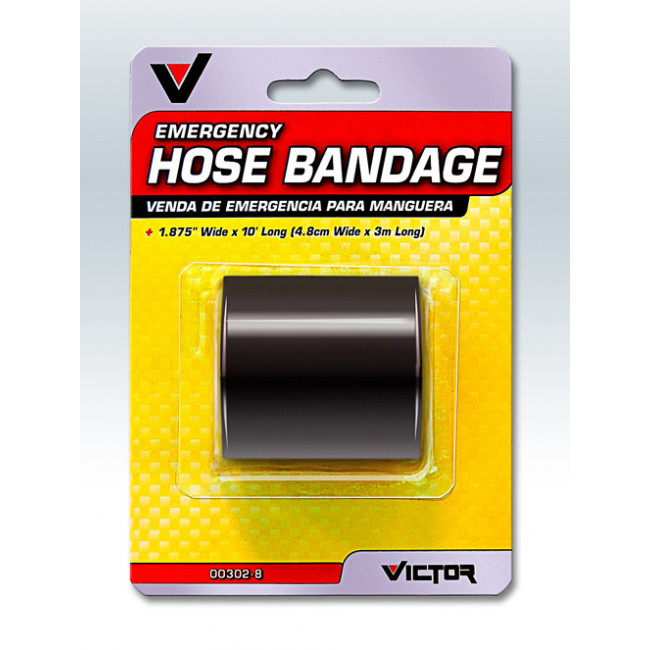 V
EMERGENCY
HOSE BANDAGE
VENDA DE EMERGENCIA PARA MANGUERA
+ 1.875" Wide x 10' Long (4.8cm Wide x 3m Long)
00302-8
VICTOR